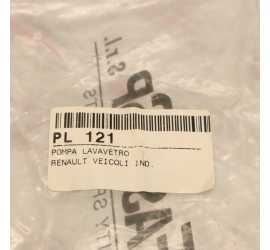 s.r.l.
PL 121
POMPA LAVAVETRO
RENAULT VEICOLI IND.